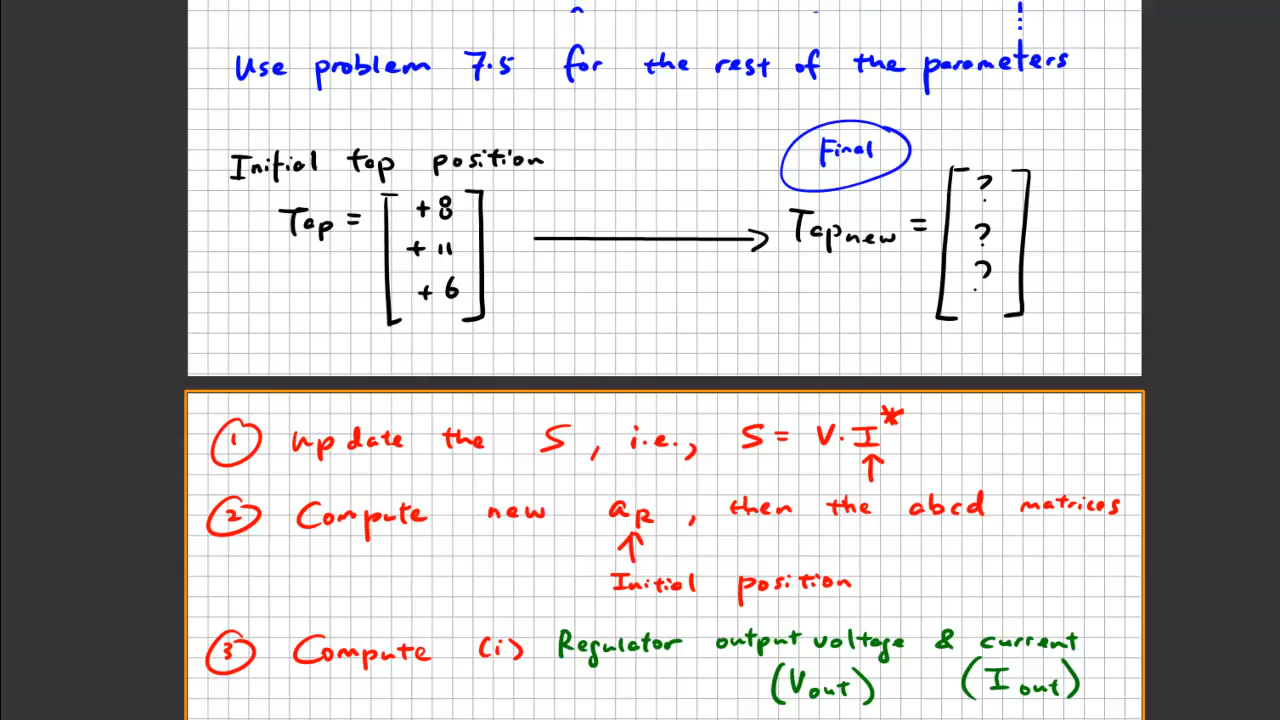 Use problem 7.5 for the rest of the parameters
Final
Initial tap position
Tap = [ +8 +11 +6 ]
Tapnew = [ ? ? ? ]
① update the S, i.e., S = V.I*
② Compute new aR, then the abcd matrices
Initial position
③ Compute (i) Regulator output voltage & current
(Vout) (Iout)